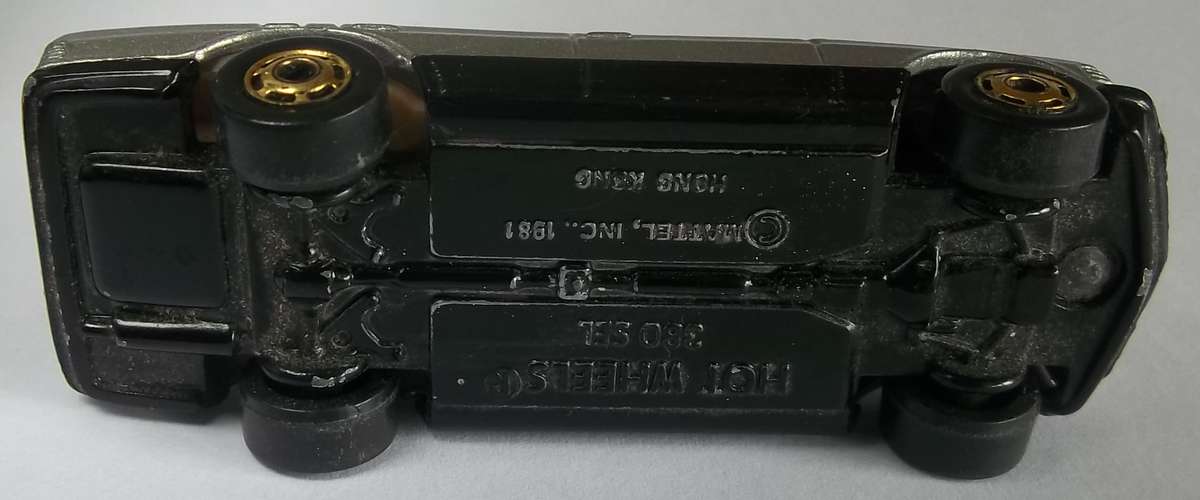 HOT WHEELS®
380 SEL
©MATTEL, INC., 1981
HONG KONG